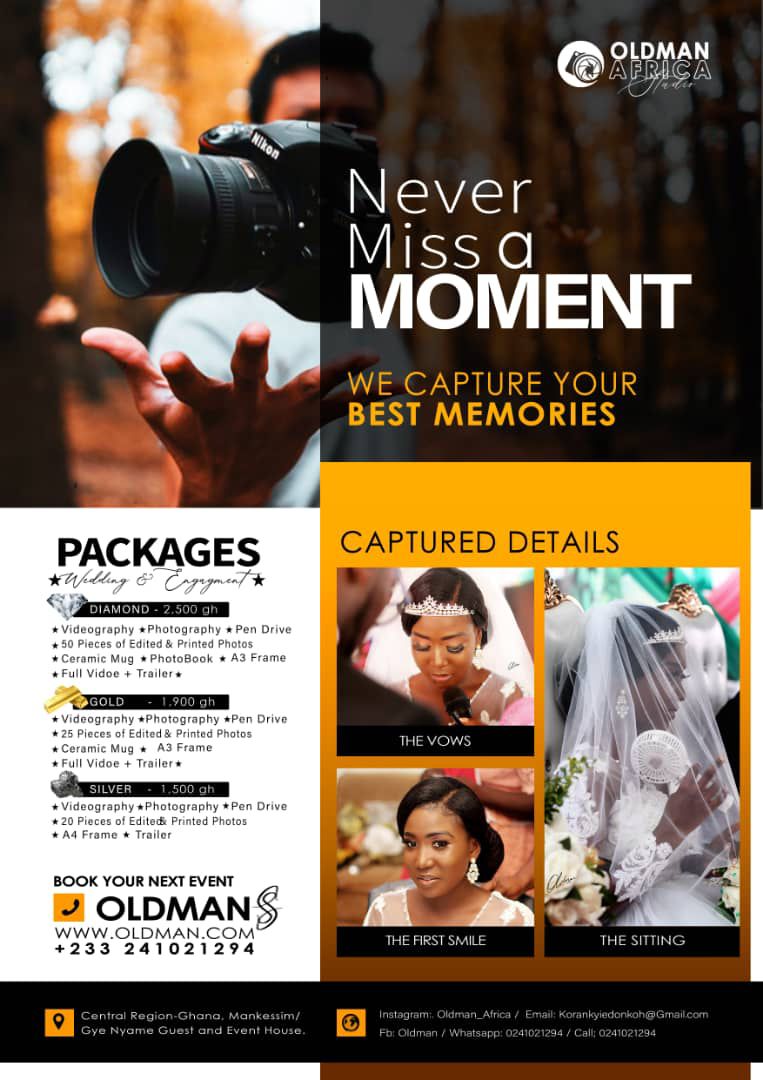 OLDMAN
AFRICA
Studio
Nikon
Never
Miss a
MOMENT
WE CAPTURE YOUR
BEST MEMORIES
PACKAGES
★Wedding & Engagment★
DIAMOND - 2,500 gh
★Videography ★Photography ★Pen Drive
★50 Pieces of Edited & Printed Photos
★Ceramic Mug ★PhotoBook ★ A3 Frame
★Full Vidoe + Trailer★
GOLD - 1,900 gh
★Videography ★Photography ★Pen Drive
★25 Pieces of Edited & Printed Photos
★Ceramic Mug ★ A3 Frame
★Full Vidoe + Trailer★
SILVER - 1,500 gh
★Videography ★Photography ★Pen Drive
★20 Pieces of Edited& Printed Photos
★A4 Frame ★ Trailer
BOOK YOUR NEXT EVENT
OLDMAN
WWW.OLDMAN.COM
+233 241021294
CAPTURED DETAILS
THE VOWS
THE FIRST SMILE
Oldman
THE SITTING
Central Region-Ghana, Mankessim/
Gye Nyame Guest and Event House.
Instagram:. Oldman_Africa / Email: Korankyiedonkoh@Gmail.com
Fb: Oldman / Whatsapp: 0241021294 / Call; 0241021294